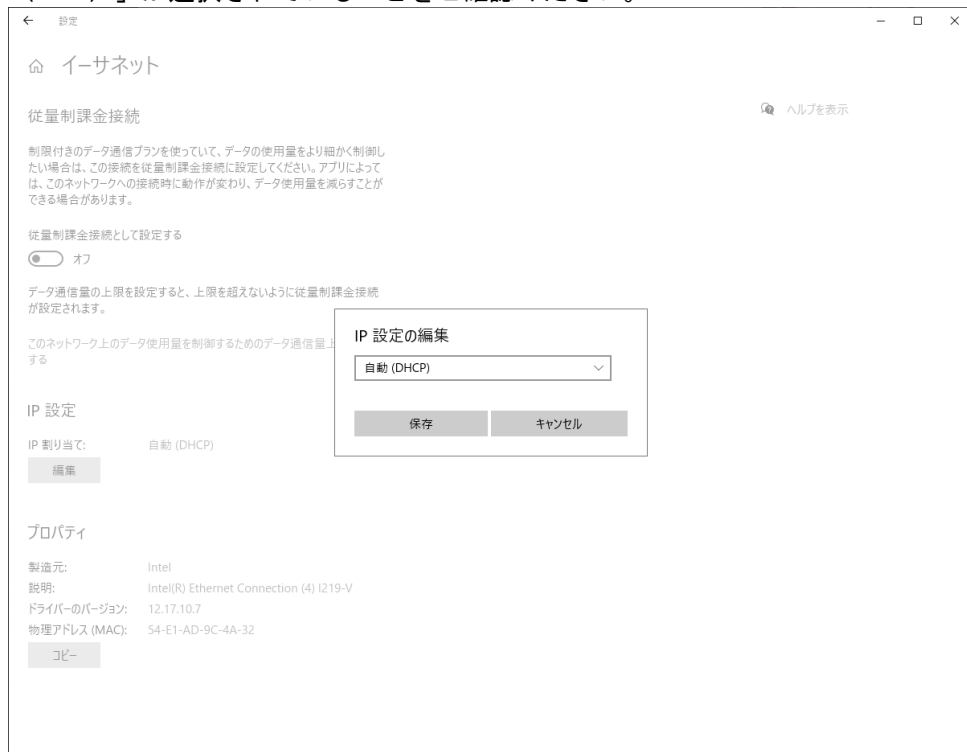 ← 設定
イーサネット
従量制課金接続
ヘルプを表示
制限付きのデータ通信プランを使っていて、データの使用量をより細かく制御し
たい場合は、この接続を従量制課金接続に設定してください。アプリによって
は、このネットワークへの接続時に動作が変わり、データ使用量を減らすことが
できる場合があります。
従量制課金接続として設定する
オフ
データ通信量の上限を設定すると、上限を超えないように従量制課金接続
が設定されます。
このネットワーク上のデータ使用量を制御するためのデータ通信量上
する
IP 設定の編集
自動 (DHCP)
保存 キャンセル
IP 設定
IP 割り当て: 自動 (DHCP)
編集
プロパティ
製造元: Intel
説明: Intel(R) Ethernet Connection (4) I219-V
ドライバーのバージョン: 12.17.10.7
物理アドレス (MAC): 54-E1-AD-9C-4A-32
コピー